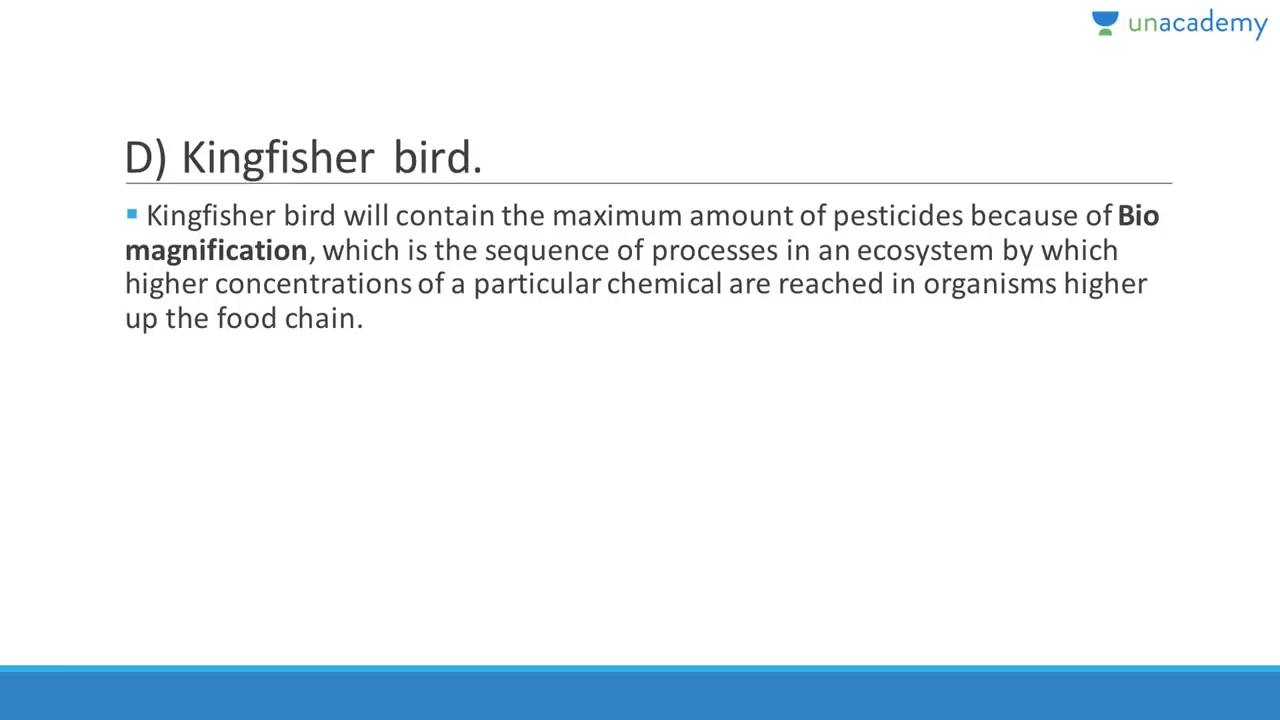 unacademy
D) Kingfisher bird.
Kingfisher bird will contain the maximum amount of pesticides because of Bio
magnification, which is the sequence of processes in an ecosystem by which
higher concentrations of a particular chemical are reached in organisms higher
up the food chain.